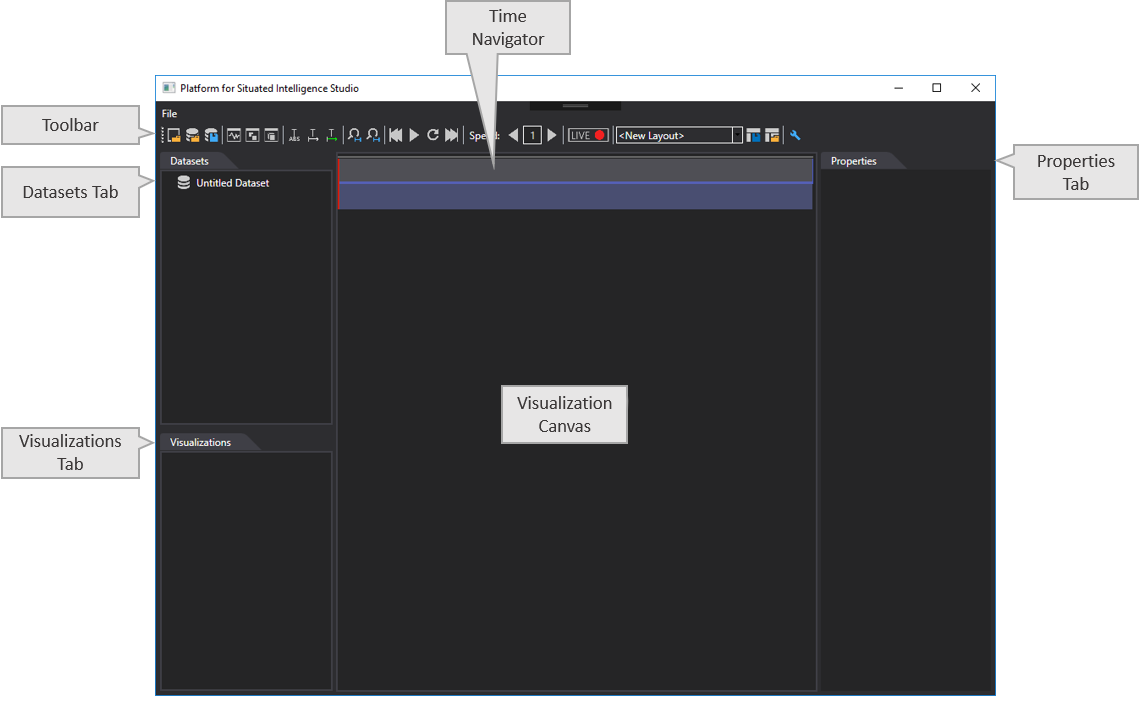 Time
Navigator
Platform for Situated Intelligence Studio
File
Toolbar
ABS
1
LIVE
<New Layout>
Datasets
Properties
Properties
Tab
Datasets Tab
Untitled Dataset
Visualization
Canvas
Visualizations
Tab
Visualizations